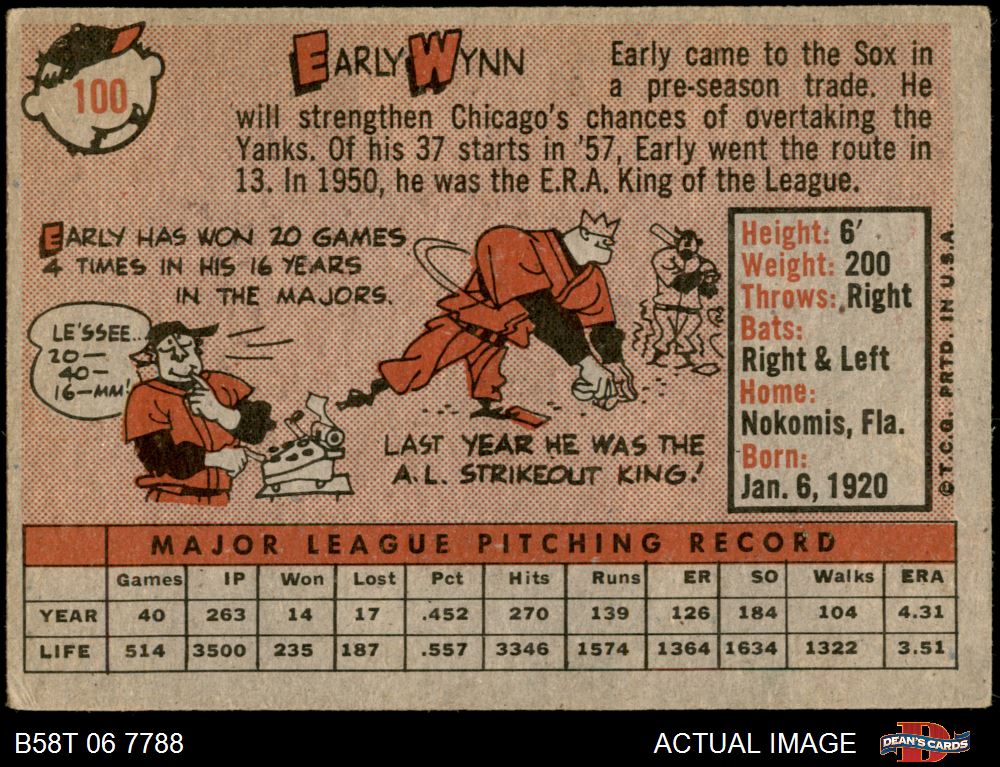 100
EARLY WYNN
Early came to the Sox in
a pre-season trade. He
will strengthen Chicago's chances of overtaking the
Yanks. Of his 37 starts in '57, Early went the route in
13. In 1950, he was the E.R.A. King of the League.
EARLY HAS WON 20 GAMES
4 TIMES IN HIS 16 YEARS
IN THE MAJORS.
LE'SSEE..
20—
40—
16—MM!
LAST YEAR HE WAS THE
A.L. STRIKEOUT KING!
Height: 6'
Weight: 200
Throws: Right
Bats:
Right & Left
Home:
Nokomis, Fla.
Born:
Jan. 6, 1920
© T.C.G. PRTD. IN U.S.A.
MAJOR LEAGUE PITCHING RECORD
Games IP Won Lost Pct Hits Runs ER SO Walks ERA
YEAR 40 263 14 17 .452 270 139 126 184 104 4.31
LIFE 514 3500 235 187 .557 3346 1574 1364 1634 1322 3.51
B58T 06 7788
ACTUAL IMAGE
DEAN'S CARDS